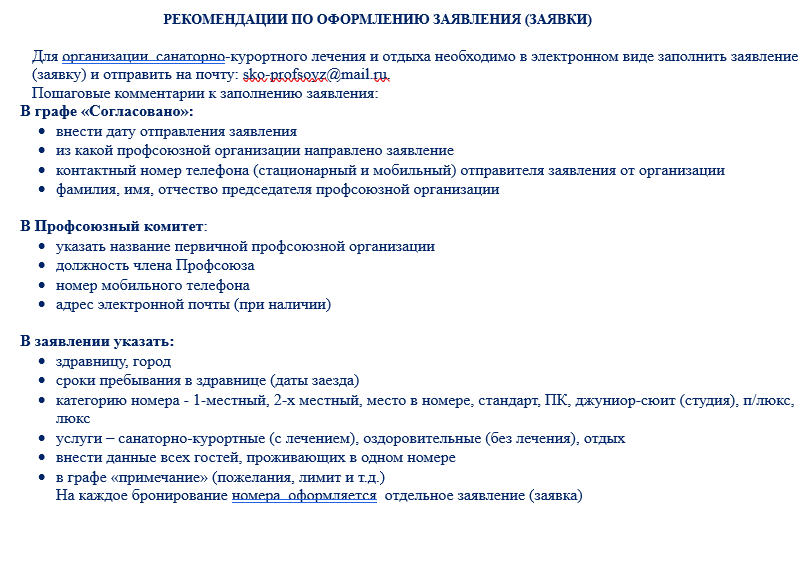 РЕКОМЕНДАЦИИ ПО ОФОРМЛЕНИЮ ЗАЯВЛЕНИЯ (ЗАЯВКИ)
Для организации санаторно-курортного лечения и отдыха необходимо в электронном виде заполнить заявление
(заявку) и отправить на почту: sko-profsoyz@mail.ru.
Пошаговые комментарии к заполнению заявления:
В графе «Согласовано»:
• внести дату отправления заявления
• из какой профсоюзной организации направлено заявление
• контактный номер телефона (стационарный и мобильный) отправителя заявления от организации
• фамилия, имя, отчество председателя профсоюзной организации
В Профсоюзный комитет:
• указать название первичной профсоюзной организации
• должность члена Профсоюза
• номер мобильного телефона
• адрес электронной почты (при наличии)
В заявлении указать:
• здравницу, город
• сроки пребывания в здравнице (даты заезда)
• категорию номера - 1-местный, 2-х местный, место в номере, стандарт, ПК, джуниор-сюит (студия), п/люкс,
люкс
• услуги – санаторно-курортные (с лечением), оздоровительные (без лечения), отдых
• внести данные всех гостей, проживающих в одном номере
• в графе «примечание» (пожелания, лимит и т.д.)
На каждое бронирование номера оформляется отдельное заявление (заявка)